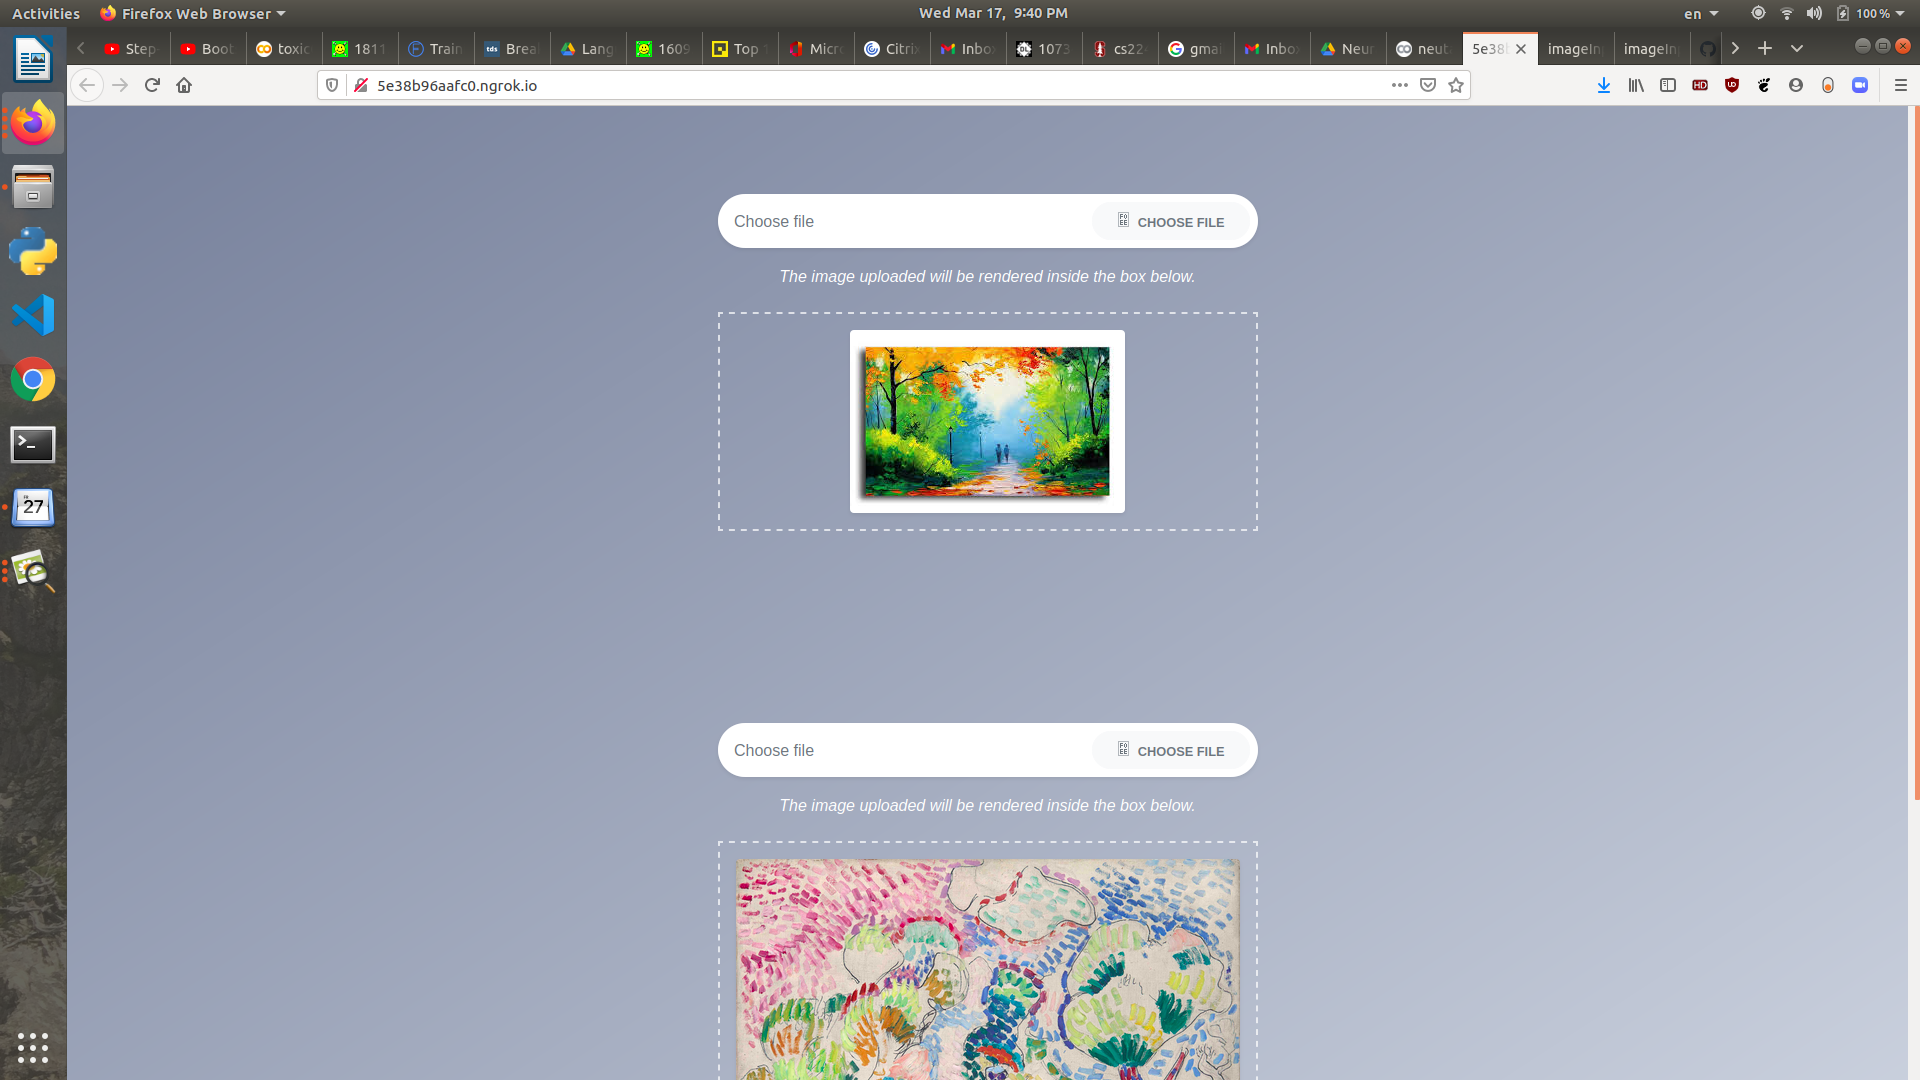 Activities Firefox Web Browser Wed Mar 17, 9:40 PM en 100 %
Step Boot toxic 1811 Train Brea Lang 1609 Top Micr Citrix Inbo 1073 cs224 gmai Inbo Neur neut 5e38 imageIn imageIn
5e38b96aafc0.ngrok.io HD
Choose file CHOOSE FILE
The image uploaded will be rendered inside the box below.
27
Choose file CHOOSE FILE
The image uploaded will be rendered inside the box below.